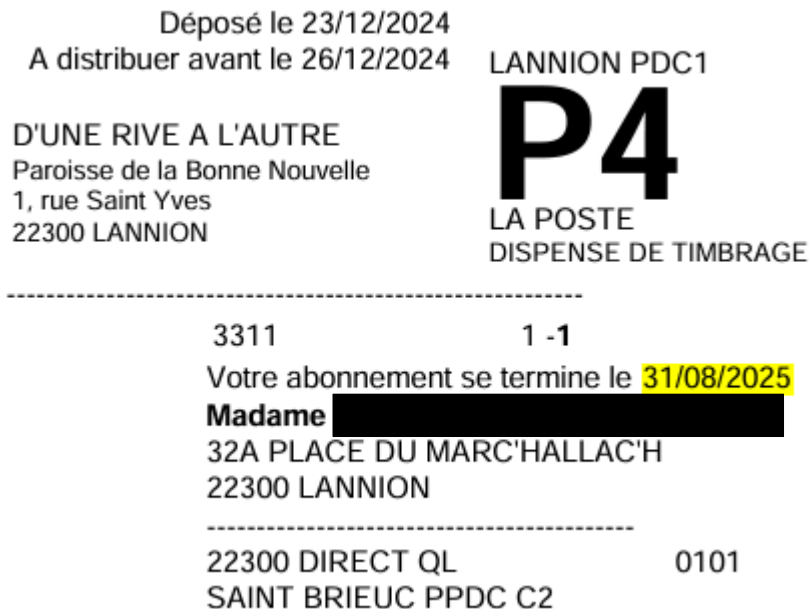 Déposé le 23/12/2024
A distribuer avant le 26/12/2024
LANNION PDC1
P4
LA POSTE
DISPENSE DE TIMBRAGE
D'UNE RIVE A L'AUTRE
Paroisse de la Bonne Nouvelle
1, rue Saint Yves
22300 LANNION
----------------------------------------------------------
3311 1 -1
Votre abonnement se termine le 31/08/2025
Madame
32A PLACE DU MARC'HALLAC'H
22300 LANNION
-------------------------------------------
22300 DIRECT QL 0101
SAINT BRIEUC PPDC C2